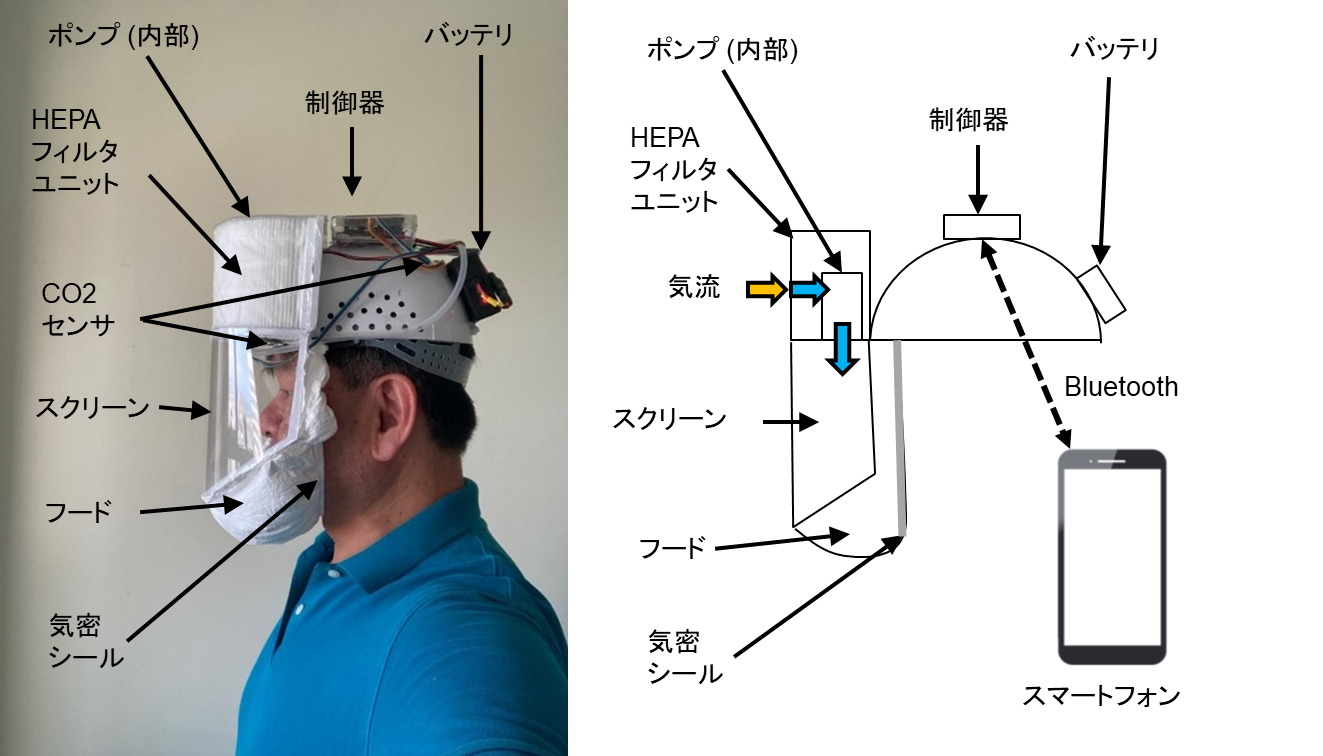 ポンプ (内部)
バッテリ
制御器
HEPA
フィルタ
ユニット
CO2
センサ
スクリーン
フード
気密
シール
ポンプ (内部)
バッテリ
制御器
HEPA
フィルタ
ユニット
気流
Bluetooth
スクリーン
フード
気密
シール
スマートフォン